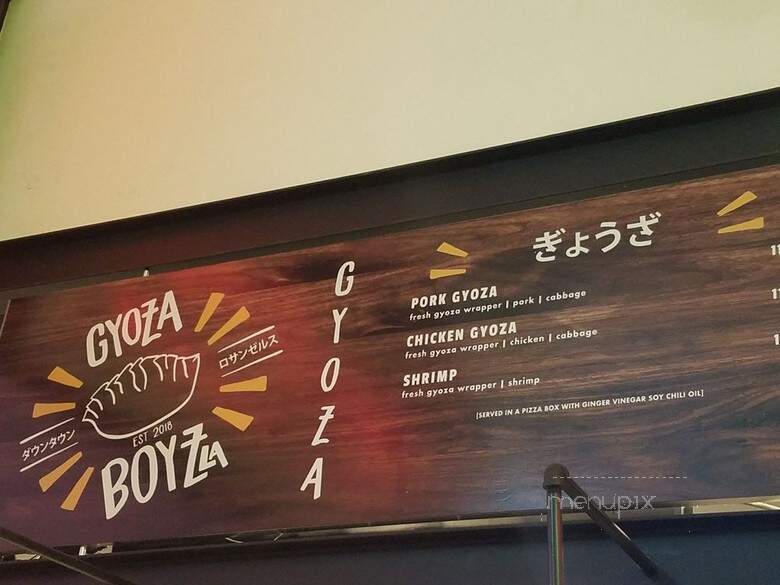 GYOZA
ロサンゼルス
ダウンタウン
EST 2018
BOYZ LA
GYOZA
ぎょうざ
PORK GYOZA
fresh gyoza wrapper | pork | cabbage
CHICKEN GYOZA
fresh gyoza wrapper | chicken | cabbage
SHRIMP
fresh gyoza wrapper | shrimp
[SERVED IN A PIZZA BOX WITH GINGER VINEGAR SOY CHILI OIL]
menupix